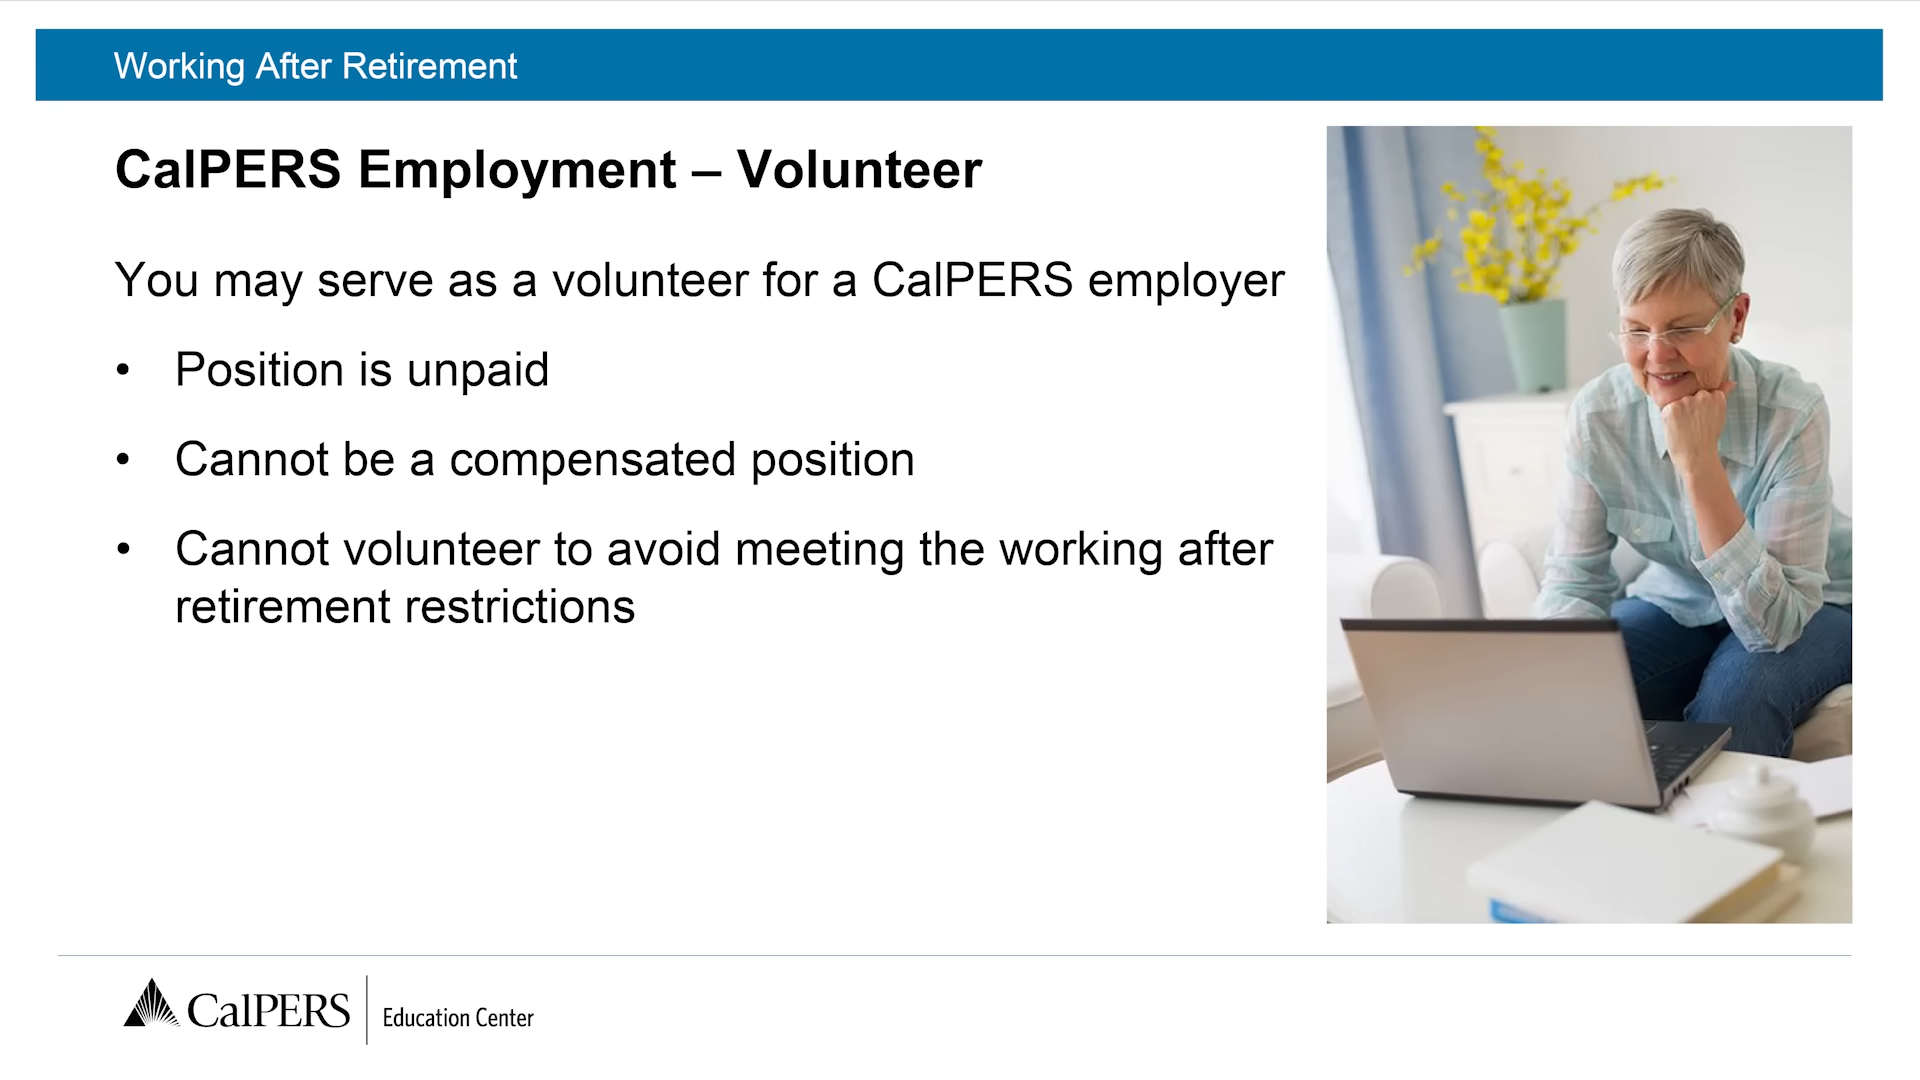 Working After Retirement
CalPERS Employment – Volunteer
You may serve as a volunteer for a CalPERS employer
• Position is unpaid
• Cannot be a compensated position
• Cannot volunteer to avoid meeting the working after
retirement restrictions
CalPERS
Education Center